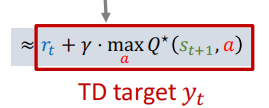 ≈ r_t + γ · max_a Q*(s_{t+1}, a)
TD target y_t